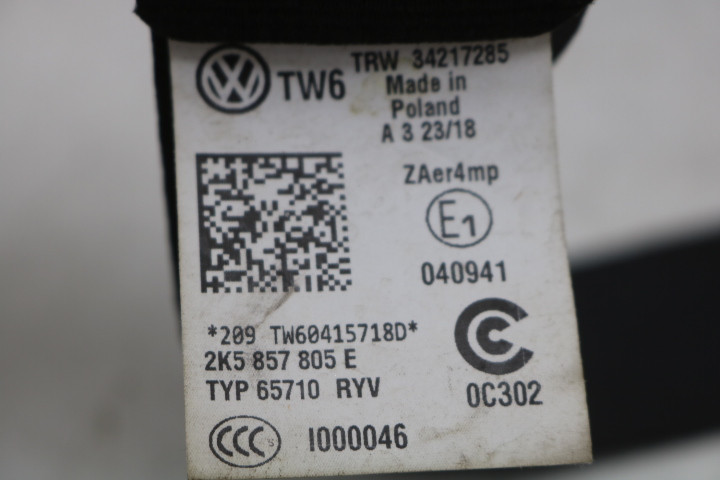 TW6
TRW 34217285
Made in
Poland
A 3 23/18
ZAer4mp
E1
040941
*209 TW60415718D*
2K5 857 805 E
TYP 65710 RYV
0C302
CCC S
I000046